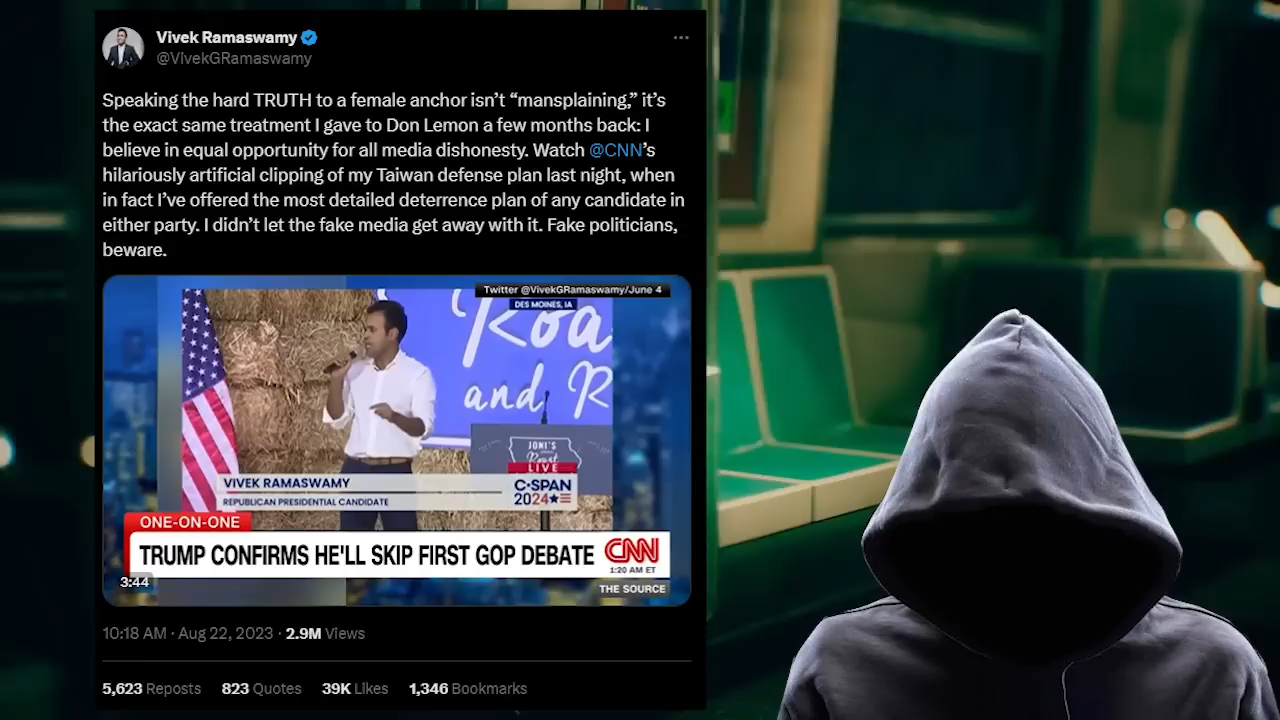 Vivek Ramaswamy
@VivekGRamaswamy
Speaking the hard TRUTH to a female anchor isn’t “mansplaining,” it’s
the exact same treatment I gave to Don Lemon a few months back: I
believe in equal opportunity for all media dishonesty. Watch @CNN’s
hilariously artificial clipping of my Taiwan defense plan last night, when
in fact I’ve offered the most detailed deterrence plan of any candidate in
either party. I didn’t let the fake media get away with it. Fake politicians,
beware.
Twitter @VivekGRamaswamy/June 4
DES MOINES, IA
Roa
and R
JONI'S
Roast
LIVE
VIVEK RAMASWAMY
REPUBLICAN PRESIDENTIAL CANDIDATE
C-SPAN
2024
ONE-ON-ONE
TRUMP CONFIRMS HE'LL SKIP FIRST GOP DEBATE
CNN
1:20 AM ET
3:44
THE SOURCE
10:18 AM · Aug 22, 2023 · 2.9M Views
5,623 Reposts 823 Quotes 39K Likes 1,346 Bookmarks